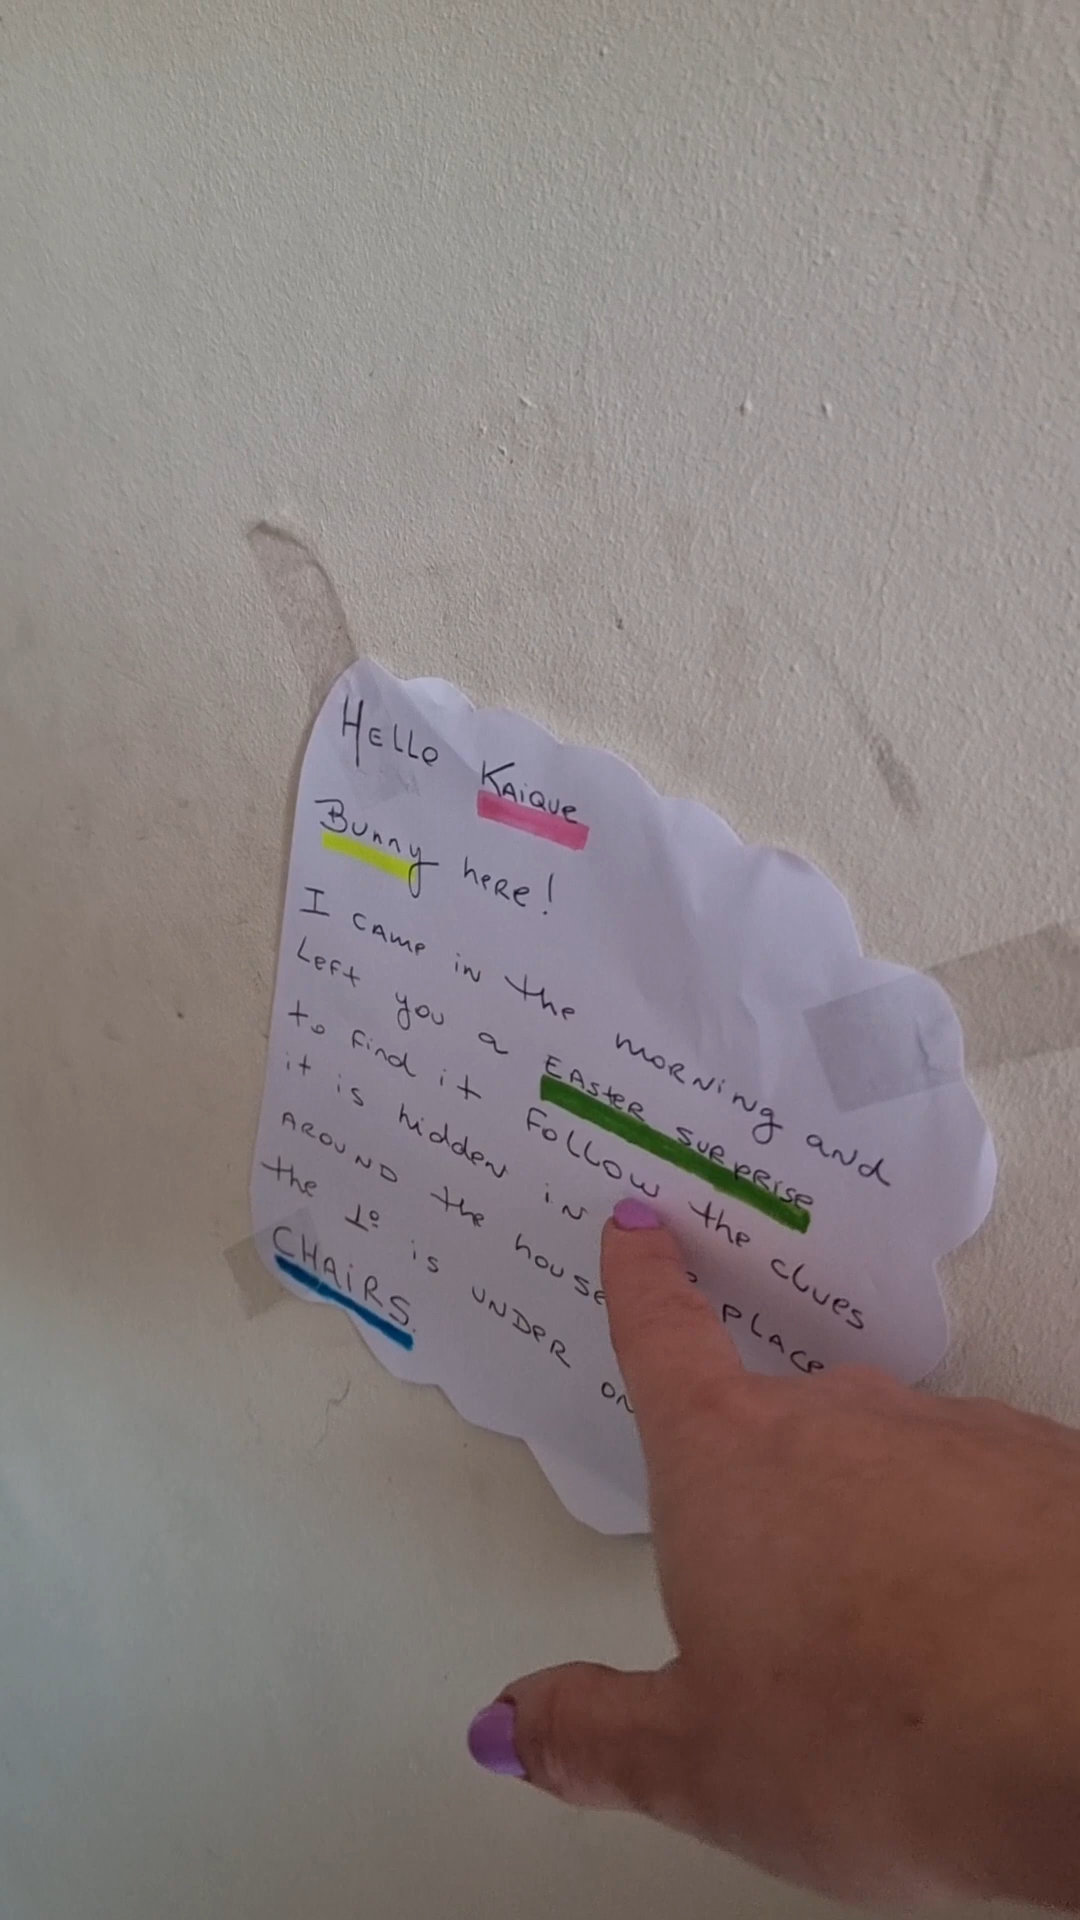 HELLO KAiQUe
Bunny here!
I CAme in the moRNiNg and
Left you a EAsteR suRpRise
to find it Follow the clues
it is hidden iN PLACe
AROUND the house
the 1º is UNDeR
CHAiRS.